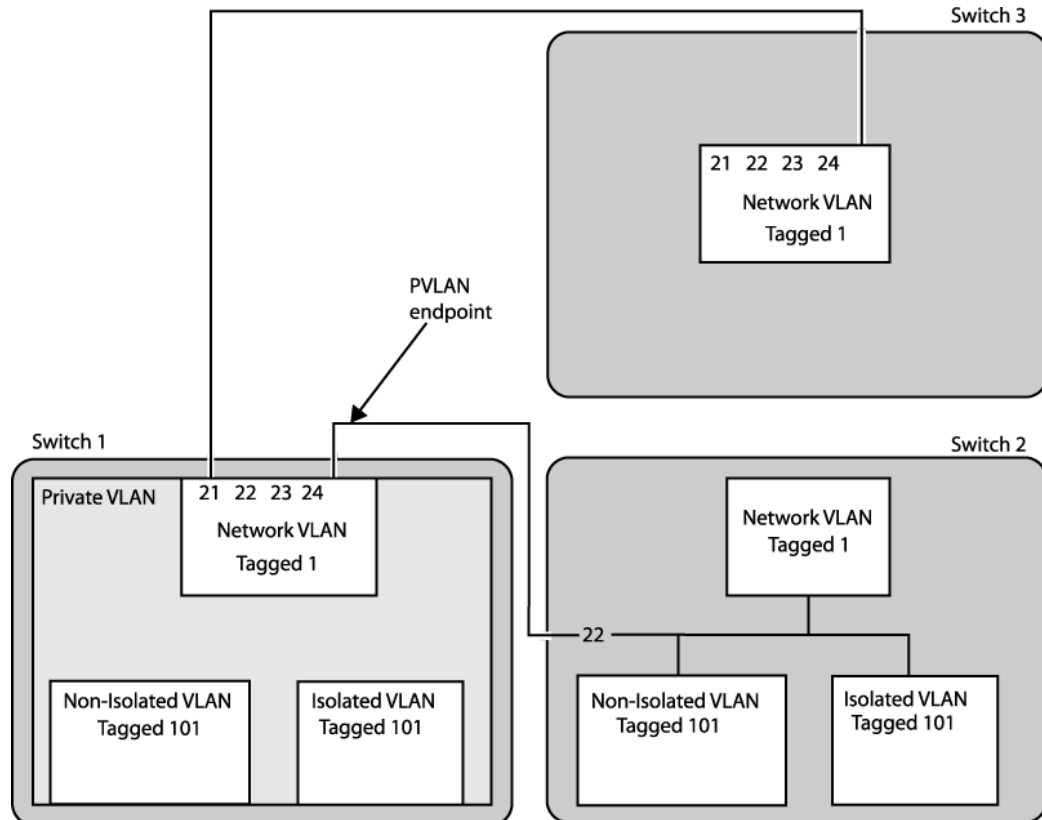 Switch 3
21 22 23 24
Network VLAN
Tagged 1
PVLAN
endpoint
Switch 1
Private VLAN
21 22 23 24
Network VLAN
Tagged 1
Non-Isolated VLAN
Tagged 101
Isolated VLAN
Tagged 101
Switch 2
Network VLAN
Tagged 1
22
Non-Isolated VLAN
Tagged 101
Isolated VLAN
Tagged 101